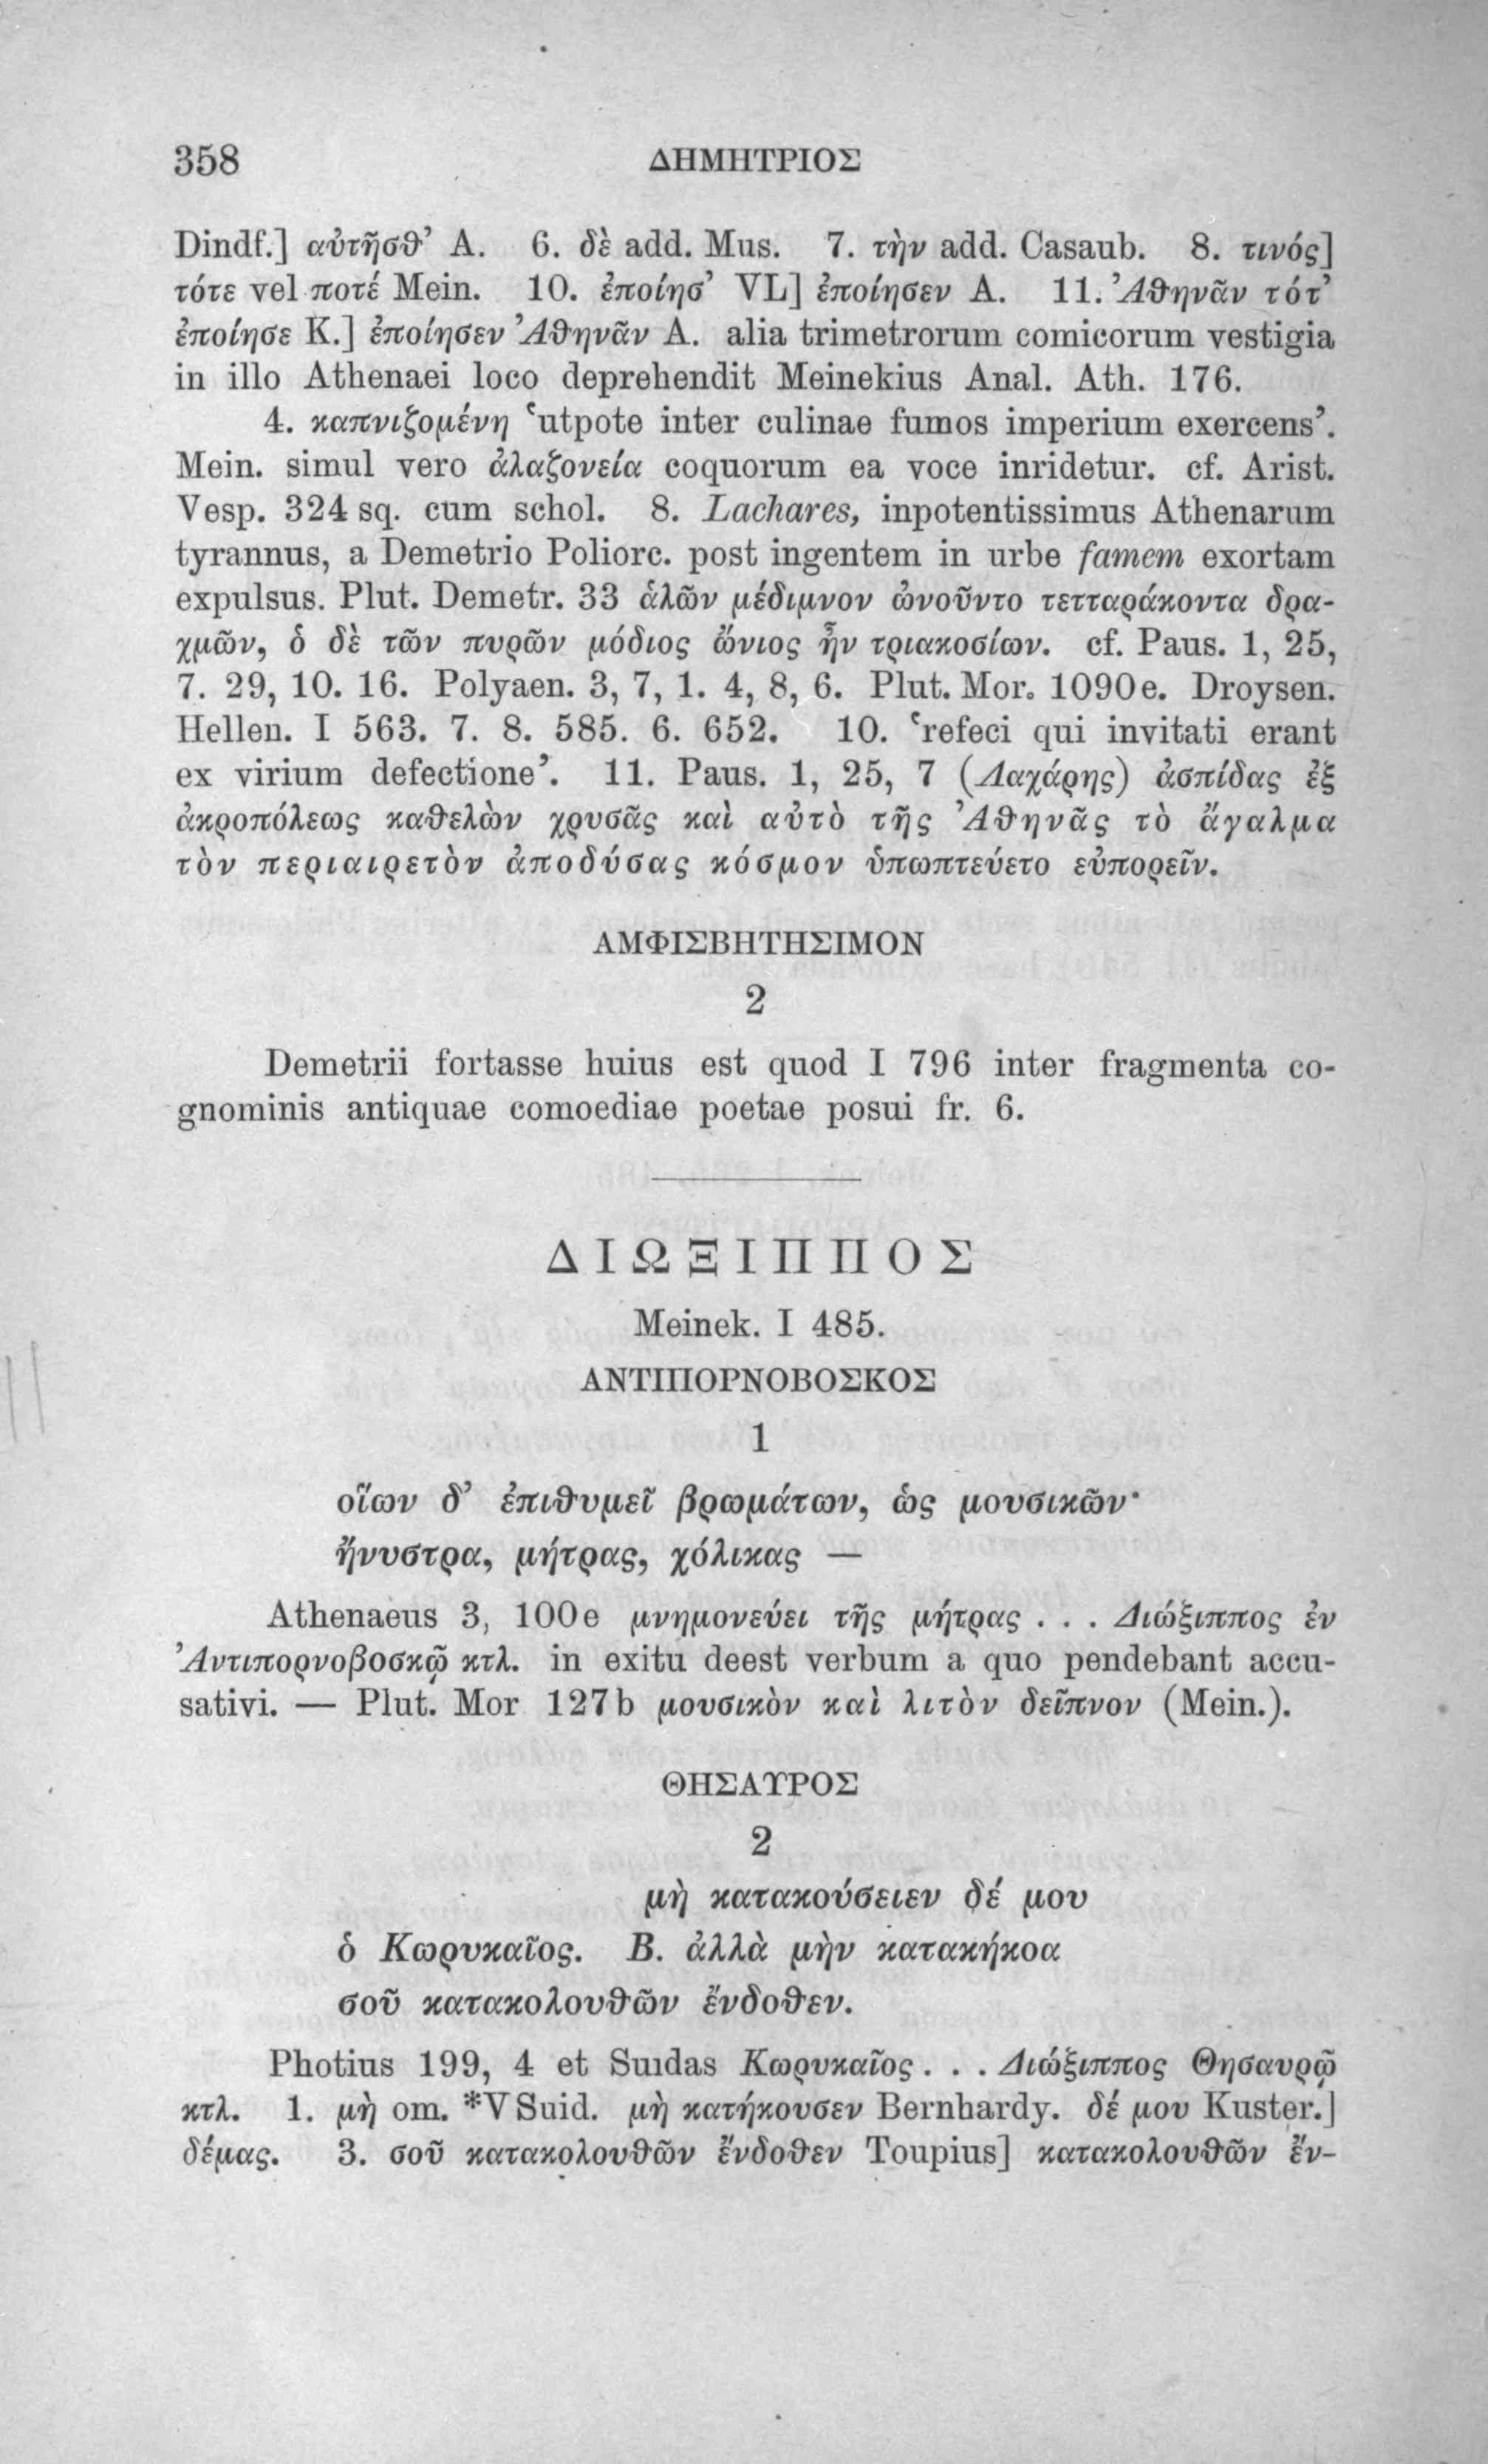 358 ΔΗΜΗΤΡΙΟΣ
Dindf.] αὐτῆσθ’ A. 6. δὲ add. Mus. 7. τὴν add. Casaub. 8. τινός]
τότε vel ποτέ Mein. 10. ἐποίησ’ VL] ἐποίησεν A. 11. Ἀθηνᾶν τότ’
ἐποίησε K.] ἐποίησεν Ἀθηνᾶν A. alia trimetrorum comicorum vestigia
in illo Athenaei loco deprehendit Meinekius Anal. Ath. 176.
4. καπνιζομένη ‘utpote inter culinae fumos imperium exercens’.
Mein. simul vero ἀλαζονεία coquorum ea voce inridetur. cf. Arist.
Vesp. 324 sq. cum schol. 8. Lachares, inpotentissimus Athenarum
tyrannus, a Demetrio Poliorc. post ingentem in urbe famem exortam
expulsus. Plut. Demetr. 33 ἁλῶν μέδιμνον ὠνοῦντο τετταράκοντα δρα-
χμῶν, ὁ δὲ τῶν πυρῶν μόδιος ὤνιος ἦν τριακοσίων. cf. Paus. 1, 25,
7. 29, 10. 16. Polyaen. 3, 7, 1. 4, 8, 6. Plut. Mor. 1090e. Droysen.
Hellen. I 563. 7. 8. 585. 6. 652. 10. ‘refeci qui invitati erant
ex virium defectione’. 11. Paus. 1, 25, 7 (Λαχάρης) ἀσπίδας ἐξ
ἀκροπόλεως καθελὼν χρυσᾶς καὶ αὐτὸ τῆς Ἀθηνᾶς τὸ ἄγαλμα
τὸν περιαιρετὸν ἀποδύσας κόσμον ὑπωπτεύετο εὐπορεῖν.
ΑΜΦΙΣΒΗΤΗΣΙΜΟΝ
2
Demetrii fortasse huius est quod I 796 inter fragmenta co-
gnominis antiquae comoediae poetae posui fr. 6.
ΔΙΩΞΙΠΠΟΣ
Meinek. I 485.
ΑΝΤΙΠΟΡΝΟΒΟΣΚΟΣ
1
οἵων δ’ ἐπιθυμεῖ βρωμάτων, ὡς μουσικῶν·
ἤνυστρα, μήτρας, χόλικας —
Athenaeus 3, 100e μνημονεύει τῆς μήτρας . . . Διώξιππος ἐν
Ἀντιπορνοβοσκῷ κτλ. in exitu deest verbum a quo pendebant accu-
sativi. — Plut. Mor 127b μουσικὸν καὶ λιτὸν δεῖπνον (Mein.).
ΘΗΣΑΥΡΟΣ
2
μὴ κατακούσειεν δέ μου
ὁ Κωρυκαῖος. B. ἀλλὰ μὴν κατακήκοα
σοῦ κατακολουθῶν ἔνδοθεν.
Photius 199, 4 et Suidas Κωρυκαῖος . . . Διώξιππος Θησαυρῷ
κτλ. 1. μὴ om. *V Suid. μὴ κατήκουσεν Bernhardy. δέ μου Kuster.]
δέμας. 3. σοῦ κατακολουθῶν ἔνδοθεν Toupius] κατακολουθῶν ἔν-